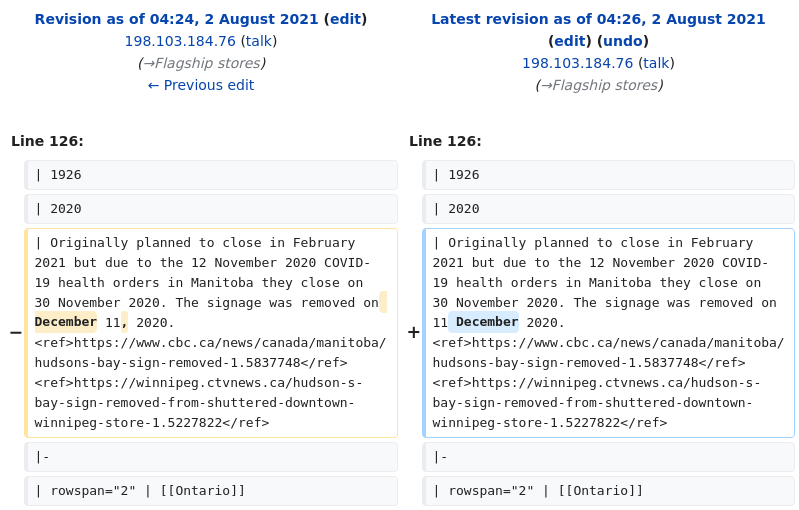 Revision as of 04:24, 2 August 2021 (edit)
198.103.184.76 (talk)
(→Flagship stores)
← Previous edit
Latest revision as of 04:26, 2 August 2021
(edit) (undo)
198.103.184.76 (talk)
(→Flagship stores)
Line 126:
| 1926
| 2020
−
| Originally planned to close in February
2021 but due to the 12 November 2020 COVID-
19 health orders in Manitoba they close on
30 November 2020. The signage was removed on
December 11, 2020.
<ref>https://www.cbc.ca/news/canada/manitoba/
hudsons-bay-sign-removed-1.5837748</ref>
<ref>https://winnipeg.ctvnews.ca/hudson-s-
bay-sign-removed-from-shuttered-downtown-
winnipeg-store-1.5227822</ref>
|-
| rowspan="2" | [[Ontario]]
Line 126:
| 1926
| 2020
+
| Originally planned to close in February
2021 but due to the 12 November 2020 COVID-
19 health orders in Manitoba they close on
30 November 2020. The signage was removed on
11 December 2020.
<ref>https://www.cbc.ca/news/canada/manitoba/
hudsons-bay-sign-removed-1.5837748</ref>
<ref>https://winnipeg.ctvnews.ca/hudson-s-
bay-sign-removed-from-shuttered-downtown-
winnipeg-store-1.5227822</ref>
|-
| rowspan="2" | [[Ontario]]